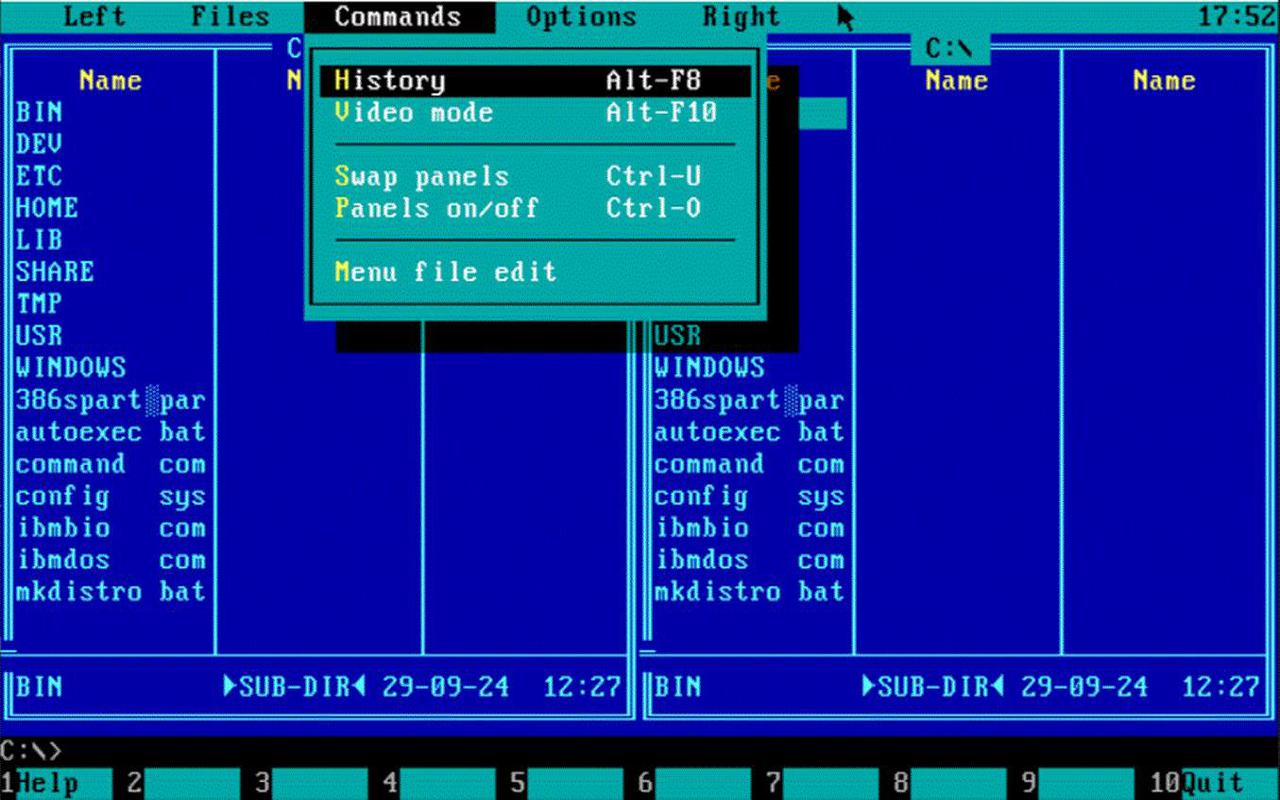 Left Files Commands Options Right 17:52
C C:\
Name N e Name Name
History Alt-F8
Video mode Alt-F10
Swap panels Ctrl-U
Panels on/off Ctrl-O
Menu file edit
BIN
DEV
ETC
HOME
LIB
SHARE
TMP
USR USR
WINDOWS WINDOWS
386spart▒par 386spart▒par
autoexec bat autoexec bat
command com command com
config sys config sys
ibmbio com ibmbio com
ibmdos com ibmdos com
mkdistro bat mkdistro bat
BIN ►SUB-DIR◄ 29-09-24 12:27 BIN ►SUB-DIR◄ 29-09-24 12:27
C:\>
1Help 2 3 4 5 6 7 8 9 10Quit